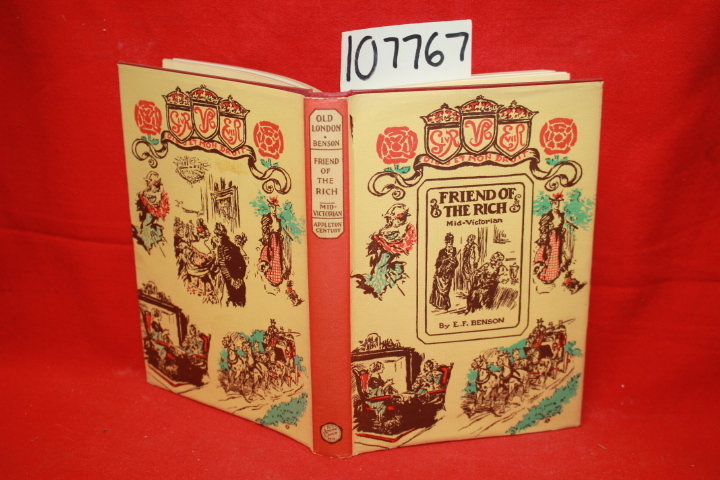 107767
OLD
LONDON
BENSON
FRIEND
OF
THE
RICH
MID-
VICTORIAN
APPLETON
CENTURY
FRIEND OF
THE RICH
Mid-Victorian
By E.F. BENSON